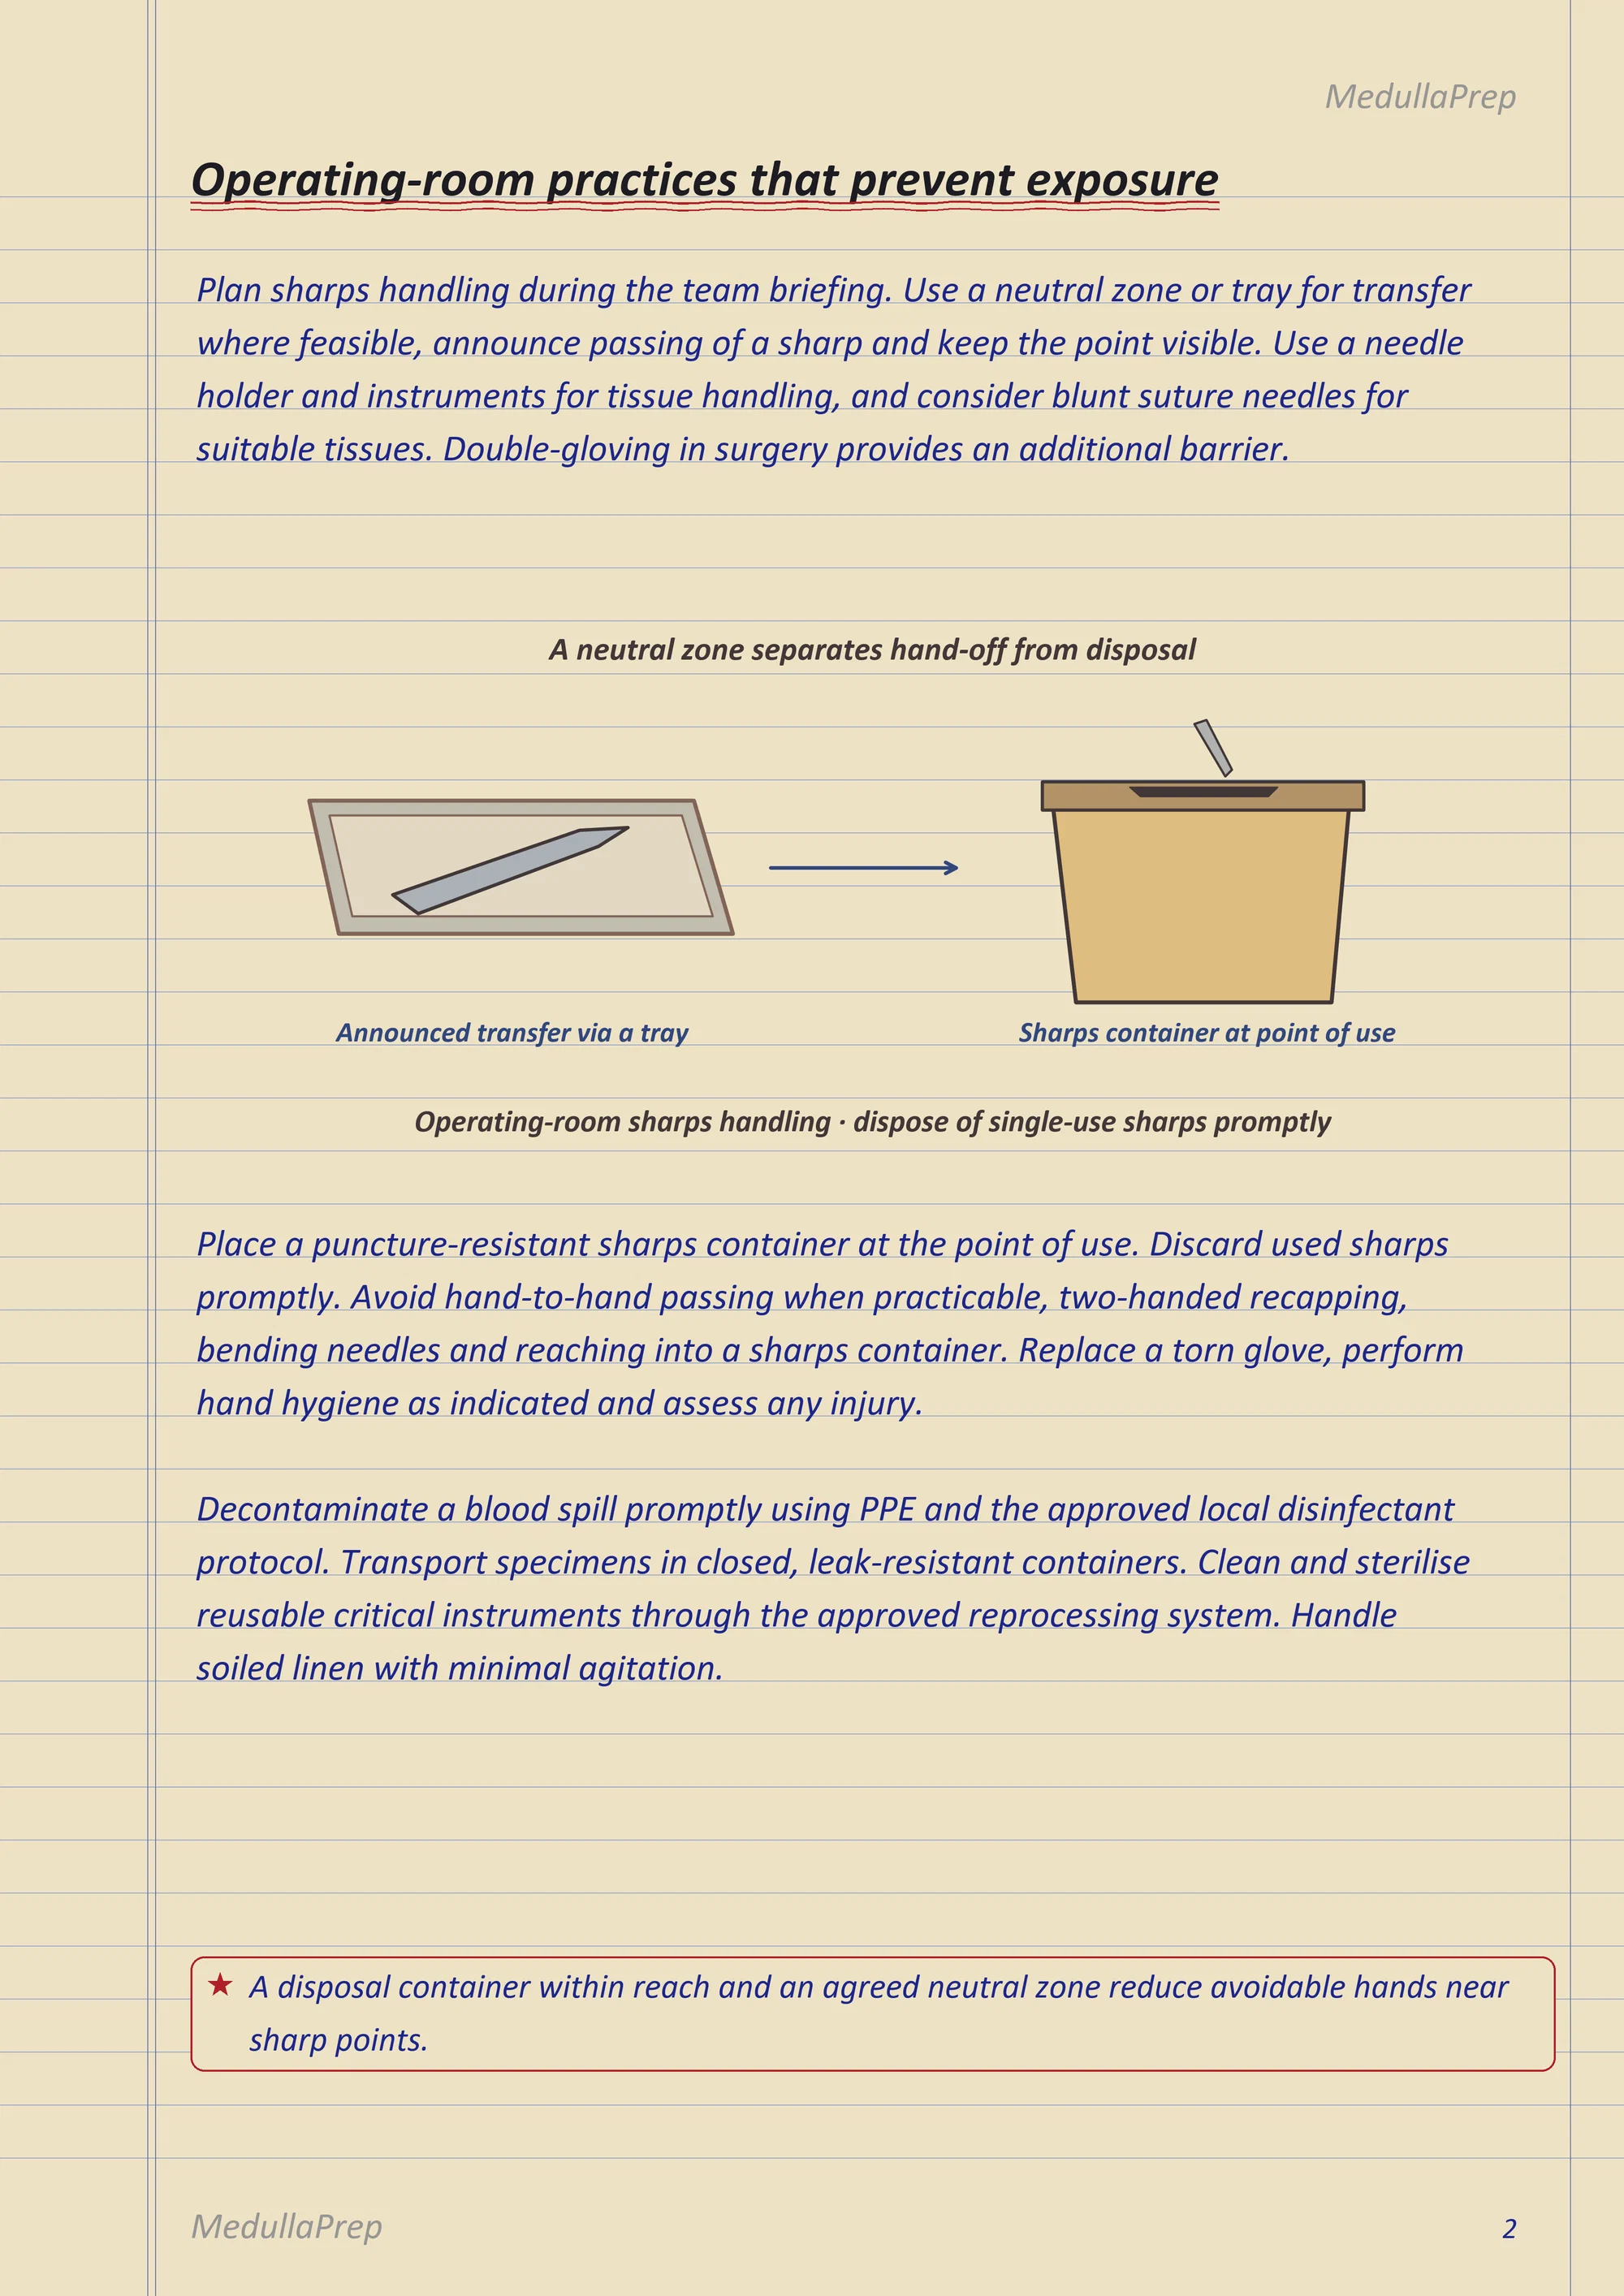 MedullaPrep
Operating-room practices that prevent exposure
Plan sharps handling during the team briefing. Use a neutral zone or tray for transfer
where feasible, announce passing of a sharp and keep the point visible. Use a needle
holder and instruments for tissue handling, and consider blunt suture needles for
suitable tissues. Double-gloving in surgery provides an additional barrier.
A neutral zone separates hand-off from disposal
Announced transfer via a tray
Sharps container at point of use
Operating-room sharps handling · dispose of single-use sharps promptly
Place a puncture-resistant sharps container at the point of use. Discard used sharps
promptly. Avoid hand-to-hand passing when practicable, two-handed recapping,
bending needles and reaching into a sharps container. Replace a torn glove, perform
hand hygiene as indicated and assess any injury.
Decontaminate a blood spill promptly using PPE and the approved local disinfectant
protocol. Transport specimens in closed, leak-resistant containers. Clean and sterilise
reusable critical instruments through the approved reprocessing system. Handle
soiled linen with minimal agitation.
★ A disposal container within reach and an agreed neutral zone reduce avoidable hands near
sharp points.
MedullaPrep
2